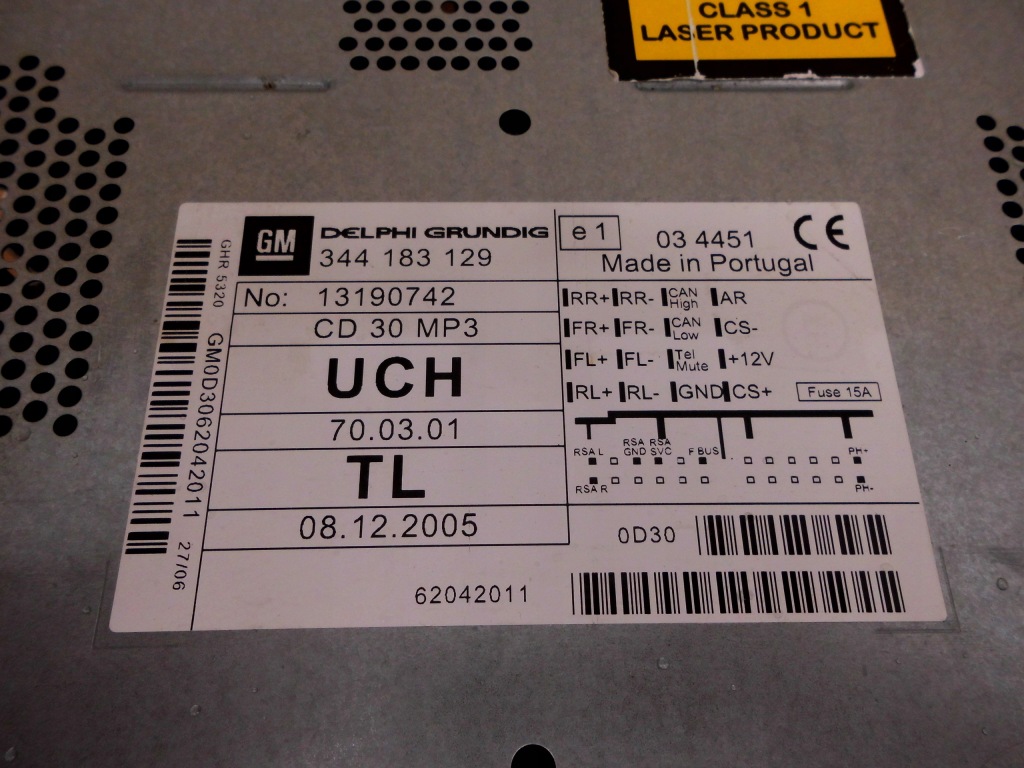 CLASS 1
LASER PRODUCT
GM DELPHI GRUNDIG
344 183 129
e 1
03 4451
CE
Made in Portugal
No: 13190742
CD 30 MP3
UCH
70.03.01
TL
08.12.2005
RR+ RR- CAN High AR
FR+ FR- CAN Low CS-
FL+ FL- Tel Mute +12V
RL+ RL- GND CS+ Fuse 15A
RSA L RSA GND RSA SVC F BUS PH+
RSA R PH-
0D30
62042011
GHR 5320
GM0D3062042011
27/06